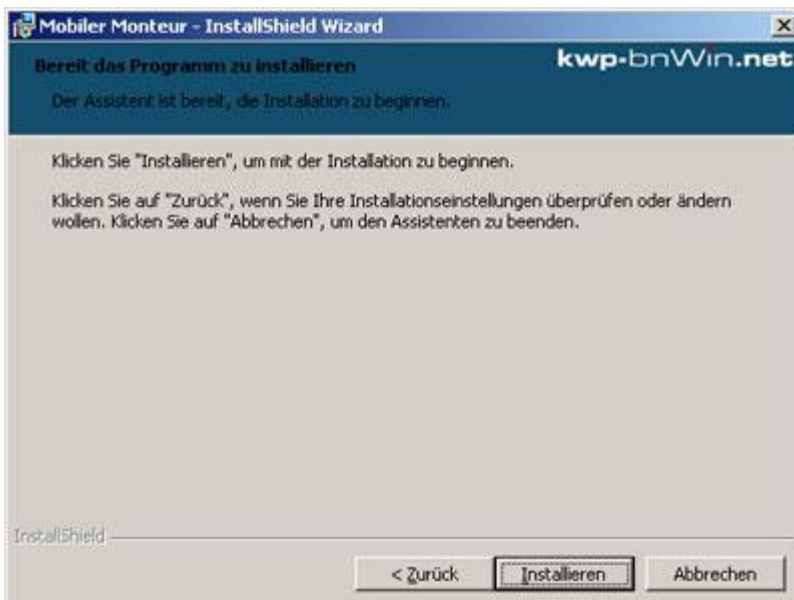 Mobiler Monteur - InstallShield Wizard
Bereit das Programm zu installieren
kwp-bnWin.net
Der Assistent ist bereit, die Installation zu beginnen.
Klicken Sie "Installieren", um mit der Installation zu beginnen.
Klicken Sie auf "Zurück", wenn Sie Ihre Installationseinstellungen überprüfen oder ändern
wollen. Klicken Sie auf "Abbrechen", um den Assistenten zu beenden.
InstallShield
< Zurück
Installieren
Abbrechen